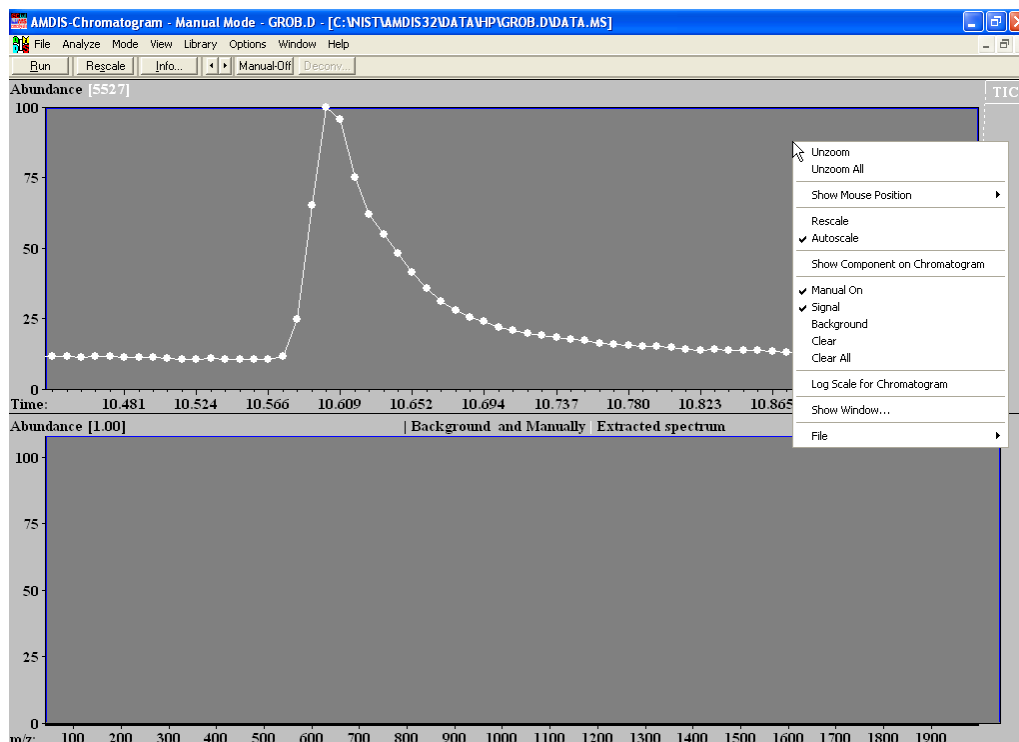 AMDIS-Chromatogram - Manual Mode - GROB.D - [C:\NIST\AMDIS32\DATA\HP\GROB.D\DATA.MS]
File Analyze Mode View Library Options Window Help
Run Rescale Info... Manual-Off Deconv...
Abundance [5527] TIC
100
75
50
25
0
Time: 10.481 10.524 10.566 10.609 10.652 10.694 10.737 10.780 10.823 10.865
Unzoom
Unzoom All
Show Mouse Position
Rescale
Autoscale
Show Component on Chromatogram
Manual On
Signal
Background
Clear
Clear All
Log Scale for Chromatogram
Show Window...
File
Abundance [1.00] | Background and Manually | Extracted spectrum
100
75
50
25
0
m/z: 100 200 300 400 500 600 700 800 900 1000 1100 1200 1300 1400 1500 1600 1700 1800 1900